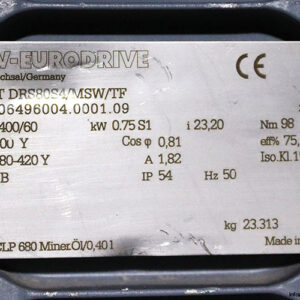 W-EURODRIVE
uchsal/Germany
CE
T DRS80S4/MSW/TF
06496004.0001.09
400/60 kW 0.75 S1 i 23,20 Nm 98
00 Y Cos φ 0,81 eff% 75,
80-420 Y A 1,82 Iso.Kl.1
B IP 54 Hz 50
kg 23.313
CLP 680 Miner.Öl/0,40 l Made in